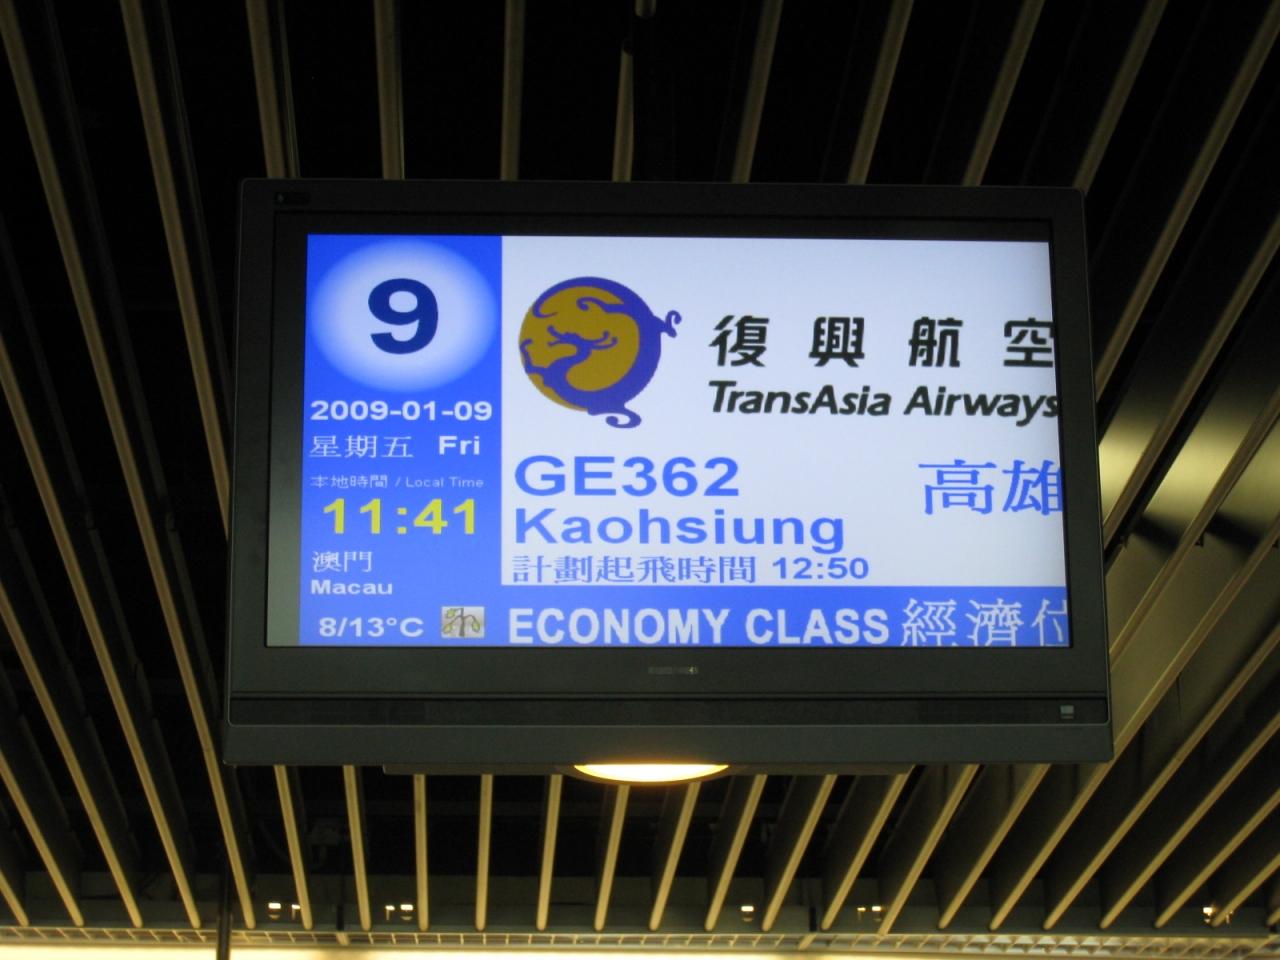 9
2009-01-09
星期五 Fri
本地時間 / Local Time
11:41
澳門
Macau
8/13°C
復興航空
TransAsia Airways
GE362 高雄
Kaohsiung
計劃起飛時間 12:50
ECONOMY CLASS 經濟位